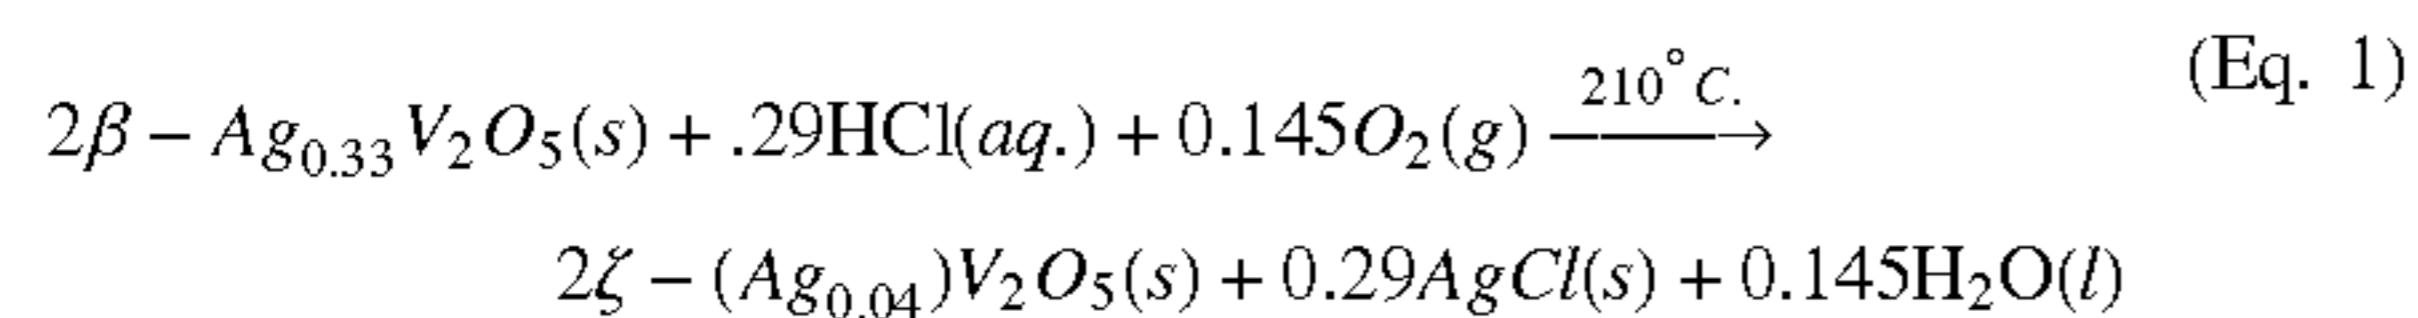 2β − Ag₀.₃₃V₂O₅(s) + .29HCl(aq.) + 0.145O₂(g) 210°C. ⟶ (Eq. 1)
2ζ − (Ag₀.₀₄)V₂O₅(s) + 0.29AgCl(s) + 0.145H₂O(l)